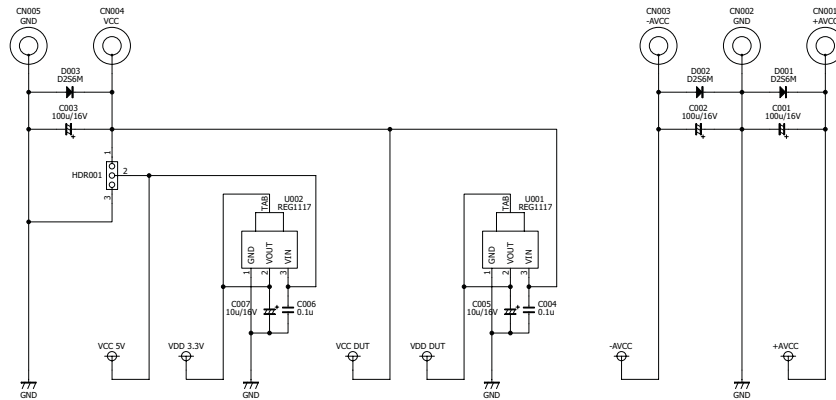 CN005
GND
CN004
VCC
CN003
-AVCC
CN002
GND
CN001
+AVCC
D003
D2S6M
D002
D2S6M
D001
D2S6M
C003
100u/16V
+
C002
100u/16V
+
C001
100u/16V
+
1
HDR001
2
3
TAB
U002
REG1117
GND
VOUT
VIN
1
2
3
TAB
U001
REG1117
GND
VOUT
VIN
1
2
3
C007
10u/16V
+
C006
0.1u
C005
10u/16V
+
C004
0.1u
VCC 5V
VDD 3.3V
VCC DUT
VDD DUT
-AVCC
+AVCC
GND
GND
GND
GND